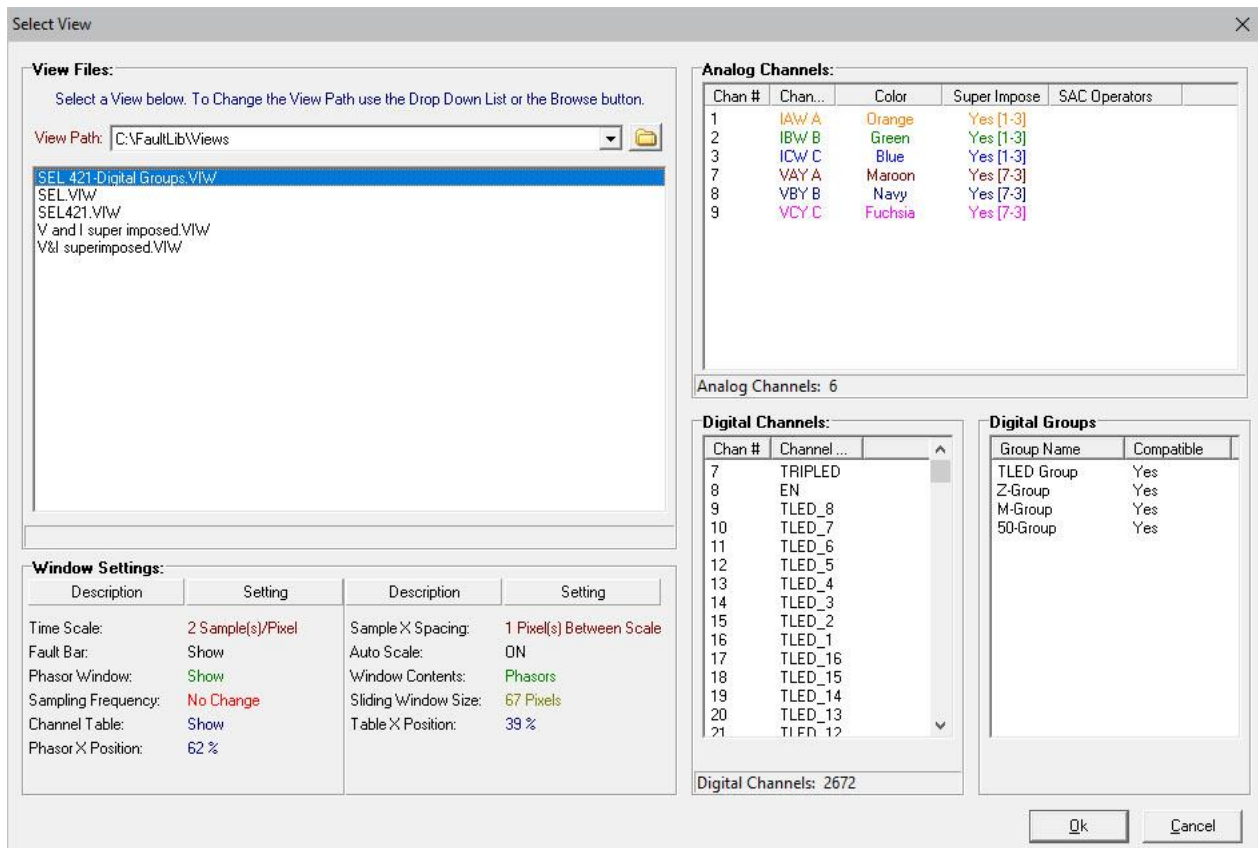 Select View
View Files:
Select a View below. To Change the View Path use the Drop Down List or the Browse button.
View Path: C:\FaultLib\Views
SEL 421-Digital Groups.VIW
SEL.VIW
SEL421.VIW
V and I super imposed.VIW
V&I superimposed.VIW
Window Settings:
Description Setting Description Setting
Time Scale: 2 Sample(s)/Pixel Sample X Spacing: 1 Pixel(s) Between Scale
Fault Bar: Show Auto Scale: ON
Phasor Window: Show Window Contents: Phasors
Sampling Frequency: No Change Sliding Window Size: 67 Pixels
Channel Table: Show Table X Position: 39 %
Phasor X Position: 62 %
Analog Channels:
Chan # Chan... Color Super Impose SAC Operators
1 IAW A Orange Yes [1-3]
2 IBW B Green Yes [1-3]
3 ICW C Blue Yes [1-3]
7 VAY A Maroon Yes [7-3]
8 VBY B Navy Yes [7-3]
9 VCY C Fuchsia Yes [7-3]
Analog Channels: 6
Digital Channels:
Chan # Channel ...
7 TRIPLED
8 EN
9 TLED_8
10 TLED_7
11 TLED_6
12 TLED_5
13 TLED_4
14 TLED_3
15 TLED_2
16 TLED_1
17 TLED_16
18 TLED_15
19 TLED_14
20 TLED_13
21 TLED_12
Digital Channels: 2672
Digital Groups
Group Name Compatible
TLED Group Yes
Z-Group Yes
M-Group Yes
50-Group Yes
Ok Cancel